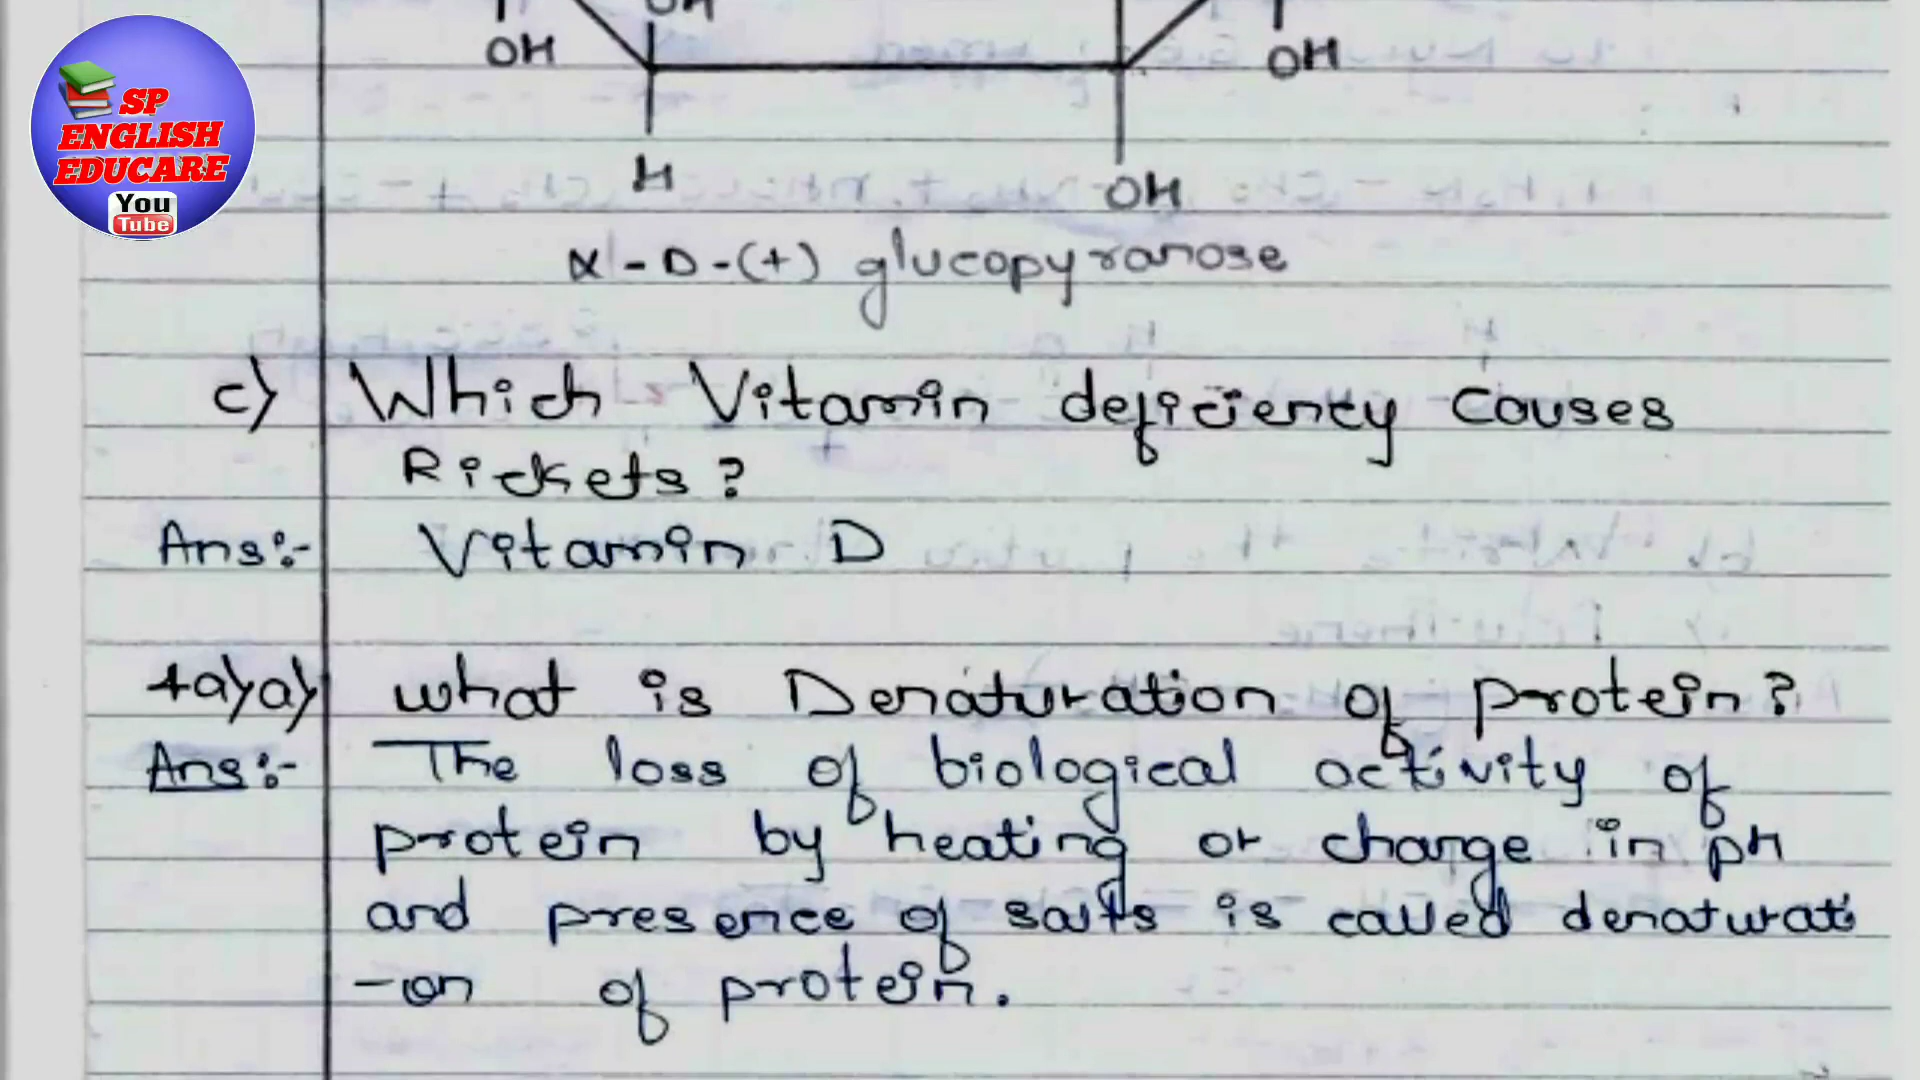 SP
ENGLISH
EDUCARE
You
Tube
OH
OH
OH
H
OH
α-D-(+) glucopyranose
c) Which Vitamin deficiency causes
Rickets?
Ans:- Vitamin D
4a)a) what is Denaturation of protein?
Ans:- The loss of biological activity of
protein by heating or change in pH
and presence of salts is called denaturati
-on of protein.